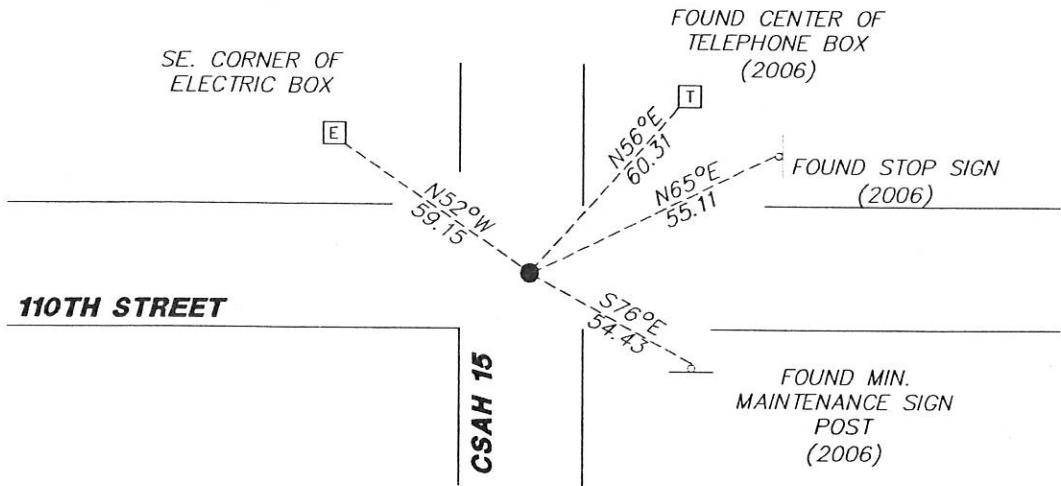 FOUND CENTER OF
TELEPHONE BOX
(2006)
SE. CORNER OF
ELECTRIC BOX
E
T
N56°E
60.31
N65°E
55.11
FOUND STOP SIGN
(2006)
N52°W
59.15
110TH STREET
S76°E
54.43
CSAH 15
FOUND MIN.
MAINTENANCE SIGN
POST
(2006)